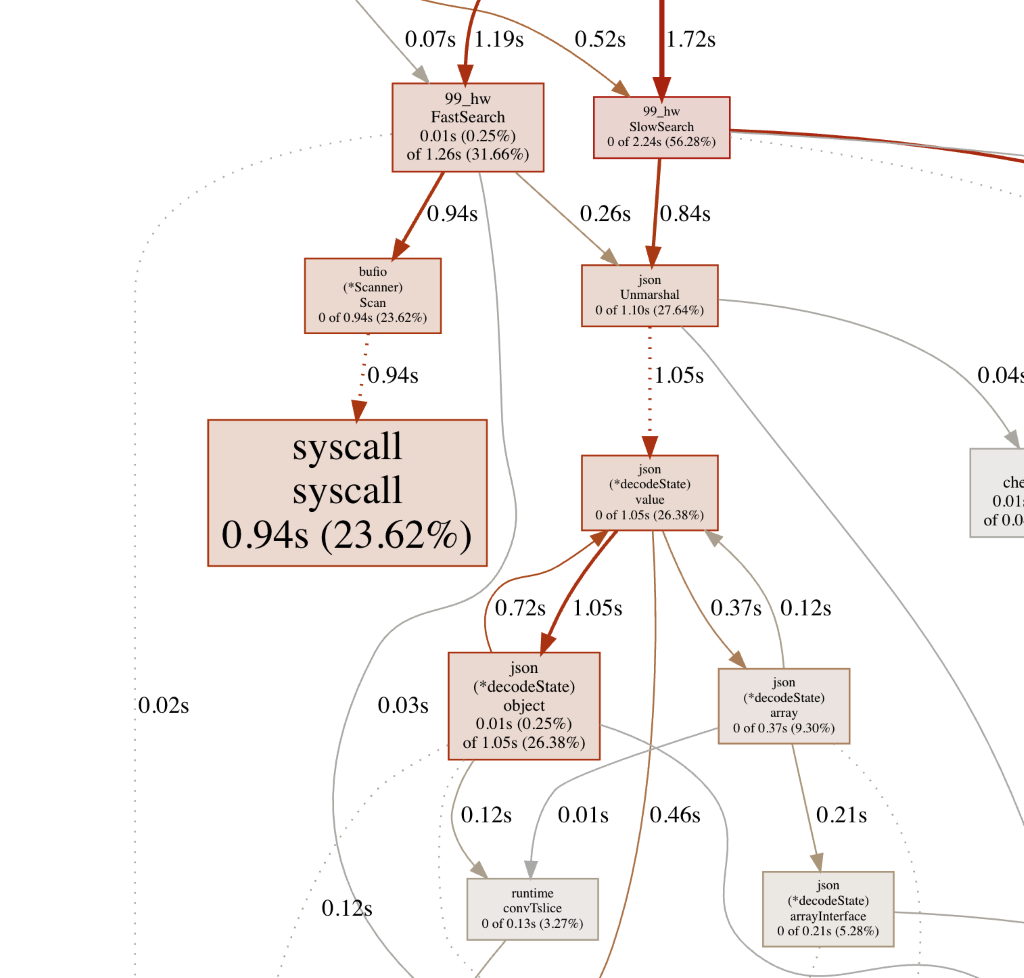 0.07s
1.19s
0.52s
1.72s
99_hw
FastSearch
0.01s (0.25%)
of 1.26s (31.66%)
99_hw
SlowSearch
0 of 2.24s (56.28%)
0.94s
0.26s
0.84s
bufio
(*Scanner)
Scan
0 of 0.94s (23.62%)
json
Unmarshal
0 of 1.10s (27.64%)
0.94s
1.05s
0.04s
syscall
syscall
0.94s (23.62%)
json
(*decodeState)
value
0 of 1.05s (26.38%)
che
0.01s
of 0.0
0.72s
1.05s
0.37s
0.12s
0.02s
0.03s
json
(*decodeState)
object
0.01s (0.25%)
of 1.05s (26.38%)
json
(*decodeState)
array
0 of 0.37s (9.30%)
0.12s
0.01s
0.46s
0.21s
0.12s
runtime
convTslice
0 of 0.13s (3.27%)
json
(*decodeState)
arrayInterface
0 of 0.21s (5.28%)